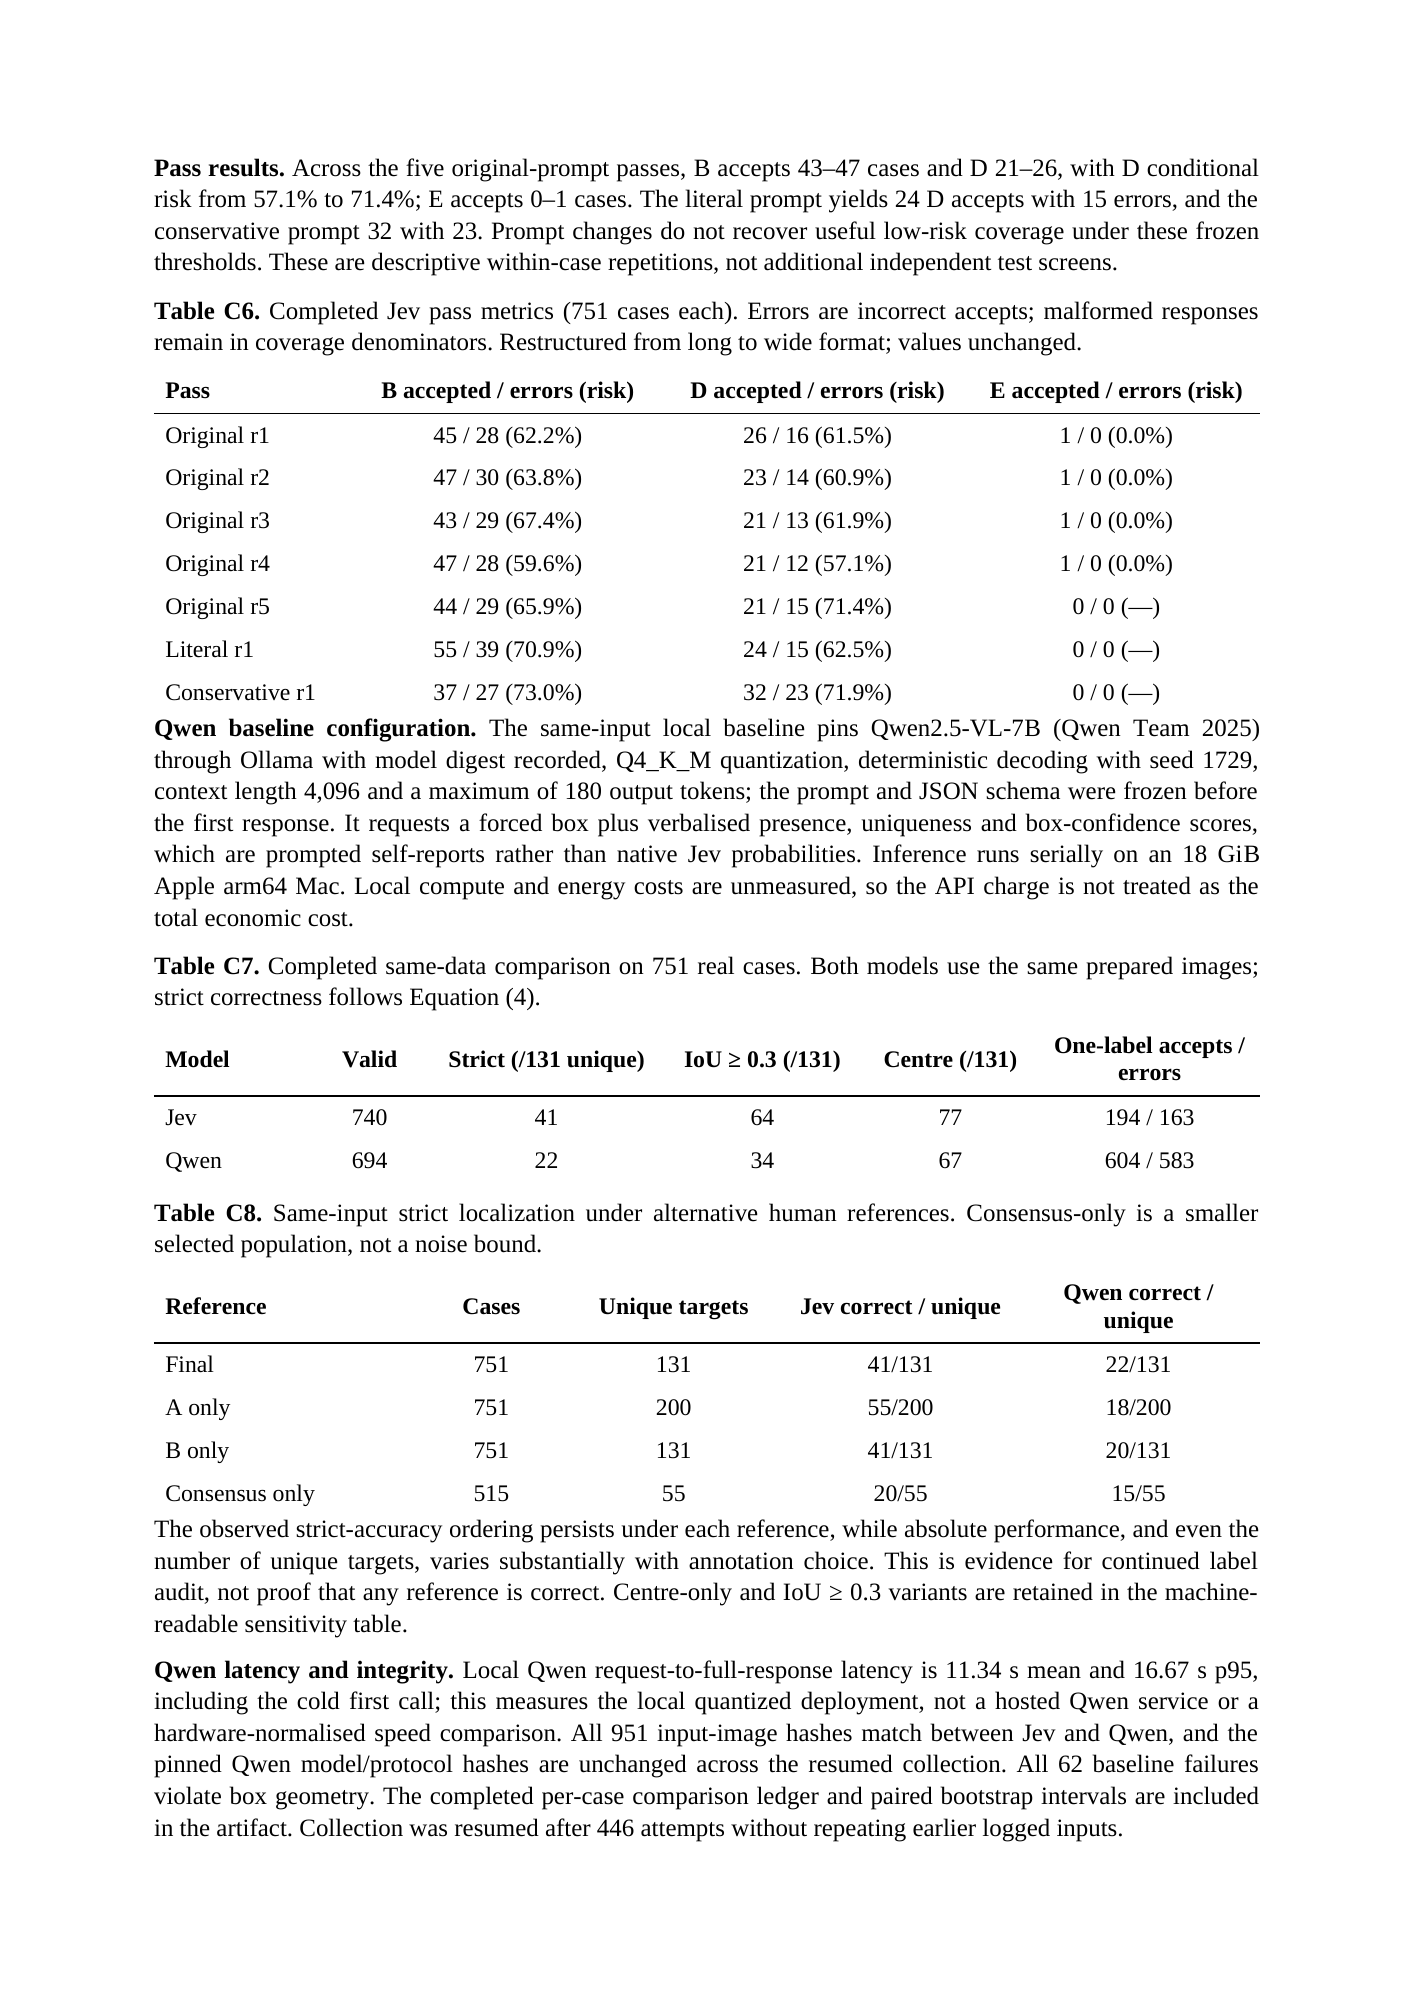 Pass results. Across the five original-prompt passes, B accepts 43–47 cases and D 21–26, with D conditional
risk from 57.1% to 71.4%; E accepts 0–1 cases. The literal prompt yields 24 D accepts with 15 errors, and the
conservative prompt 32 with 23. Prompt changes do not recover useful low-risk coverage under these frozen
thresholds. These are descriptive within-case repetitions, not additional independent test screens.
Table C6. Completed Jev pass metrics (751 cases each). Errors are incorrect accepts; malformed responses
remain in coverage denominators. Restructured from long to wide format; values unchanged.
Pass B accepted / errors (risk) D accepted / errors (risk) E accepted / errors (risk)
Original r1 45 / 28 (62.2%) 26 / 16 (61.5%) 1 / 0 (0.0%)
Original r2 47 / 30 (63.8%) 23 / 14 (60.9%) 1 / 0 (0.0%)
Original r3 43 / 29 (67.4%) 21 / 13 (61.9%) 1 / 0 (0.0%)
Original r4 47 / 28 (59.6%) 21 / 12 (57.1%) 1 / 0 (0.0%)
Original r5 44 / 29 (65.9%) 21 / 15 (71.4%) 0 / 0 (—)
Literal r1 55 / 39 (70.9%) 24 / 15 (62.5%) 0 / 0 (—)
Conservative r1 37 / 27 (73.0%) 32 / 23 (71.9%) 0 / 0 (—)
Qwen baseline configuration. The same-input local baseline pins Qwen2.5-VL-7B (Qwen Team 2025)
through Ollama with model digest recorded, Q4_K_M quantization, deterministic decoding with seed 1729,
context length 4,096 and a maximum of 180 output tokens; the prompt and JSON schema were frozen before
the first response. It requests a forced box plus verbalised presence, uniqueness and box-confidence scores,
which are prompted self-reports rather than native Jev probabilities. Inference runs serially on an 18 GiB
Apple arm64 Mac. Local compute and energy costs are unmeasured, so the API charge is not treated as the
total economic cost.
Table C7. Completed same-data comparison on 751 real cases. Both models use the same prepared images;
strict correctness follows Equation (4).
Model Valid Strict (/131 unique) IoU ≥ 0.3 (/131) Centre (/131) One-label accepts /
errors
Jev 740 41 64 77 194 / 163
Qwen 694 22 34 67 604 / 583
Table C8. Same-input strict localization under alternative human references. Consensus-only is a smaller
selected population, not a noise bound.
Reference Cases Unique targets Jev correct / unique Qwen correct /
unique
Final 751 131 41/131 22/131
A only 751 200 55/200 18/200
B only 751 131 41/131 20/131
Consensus only 515 55 20/55 15/55
The observed strict-accuracy ordering persists under each reference, while absolute performance, and even the
number of unique targets, varies substantially with annotation choice. This is evidence for continued label
audit, not proof that any reference is correct. Centre-only and IoU ≥ 0.3 variants are retained in the machine-
readable sensitivity table.
Qwen latency and integrity. Local Qwen request-to-full-response latency is 11.34 s mean and 16.67 s p95,
including the cold first call; this measures the local quantized deployment, not a hosted Qwen service or a
hardware-normalised speed comparison. All 951 input-image hashes match between Jev and Qwen, and the
pinned Qwen model/protocol hashes are unchanged across the resumed collection. All 62 baseline failures
violate box geometry. The completed per-case comparison ledger and paired bootstrap intervals are included
in the artifact. Collection was resumed after 446 attempts without repeating earlier logged inputs.